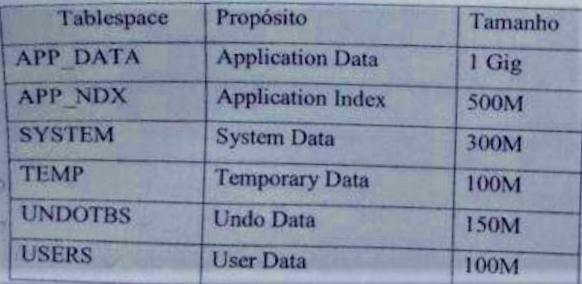 Tablespace Propósito Tamanho
APP_DATA Application Data 1 Gig
APP_NDX Application Index 500M
SYSTEM System Data 300M
TEMP Temporary Data 100M
UNDOTBS Undo Data 150M
USERS User Data 100M